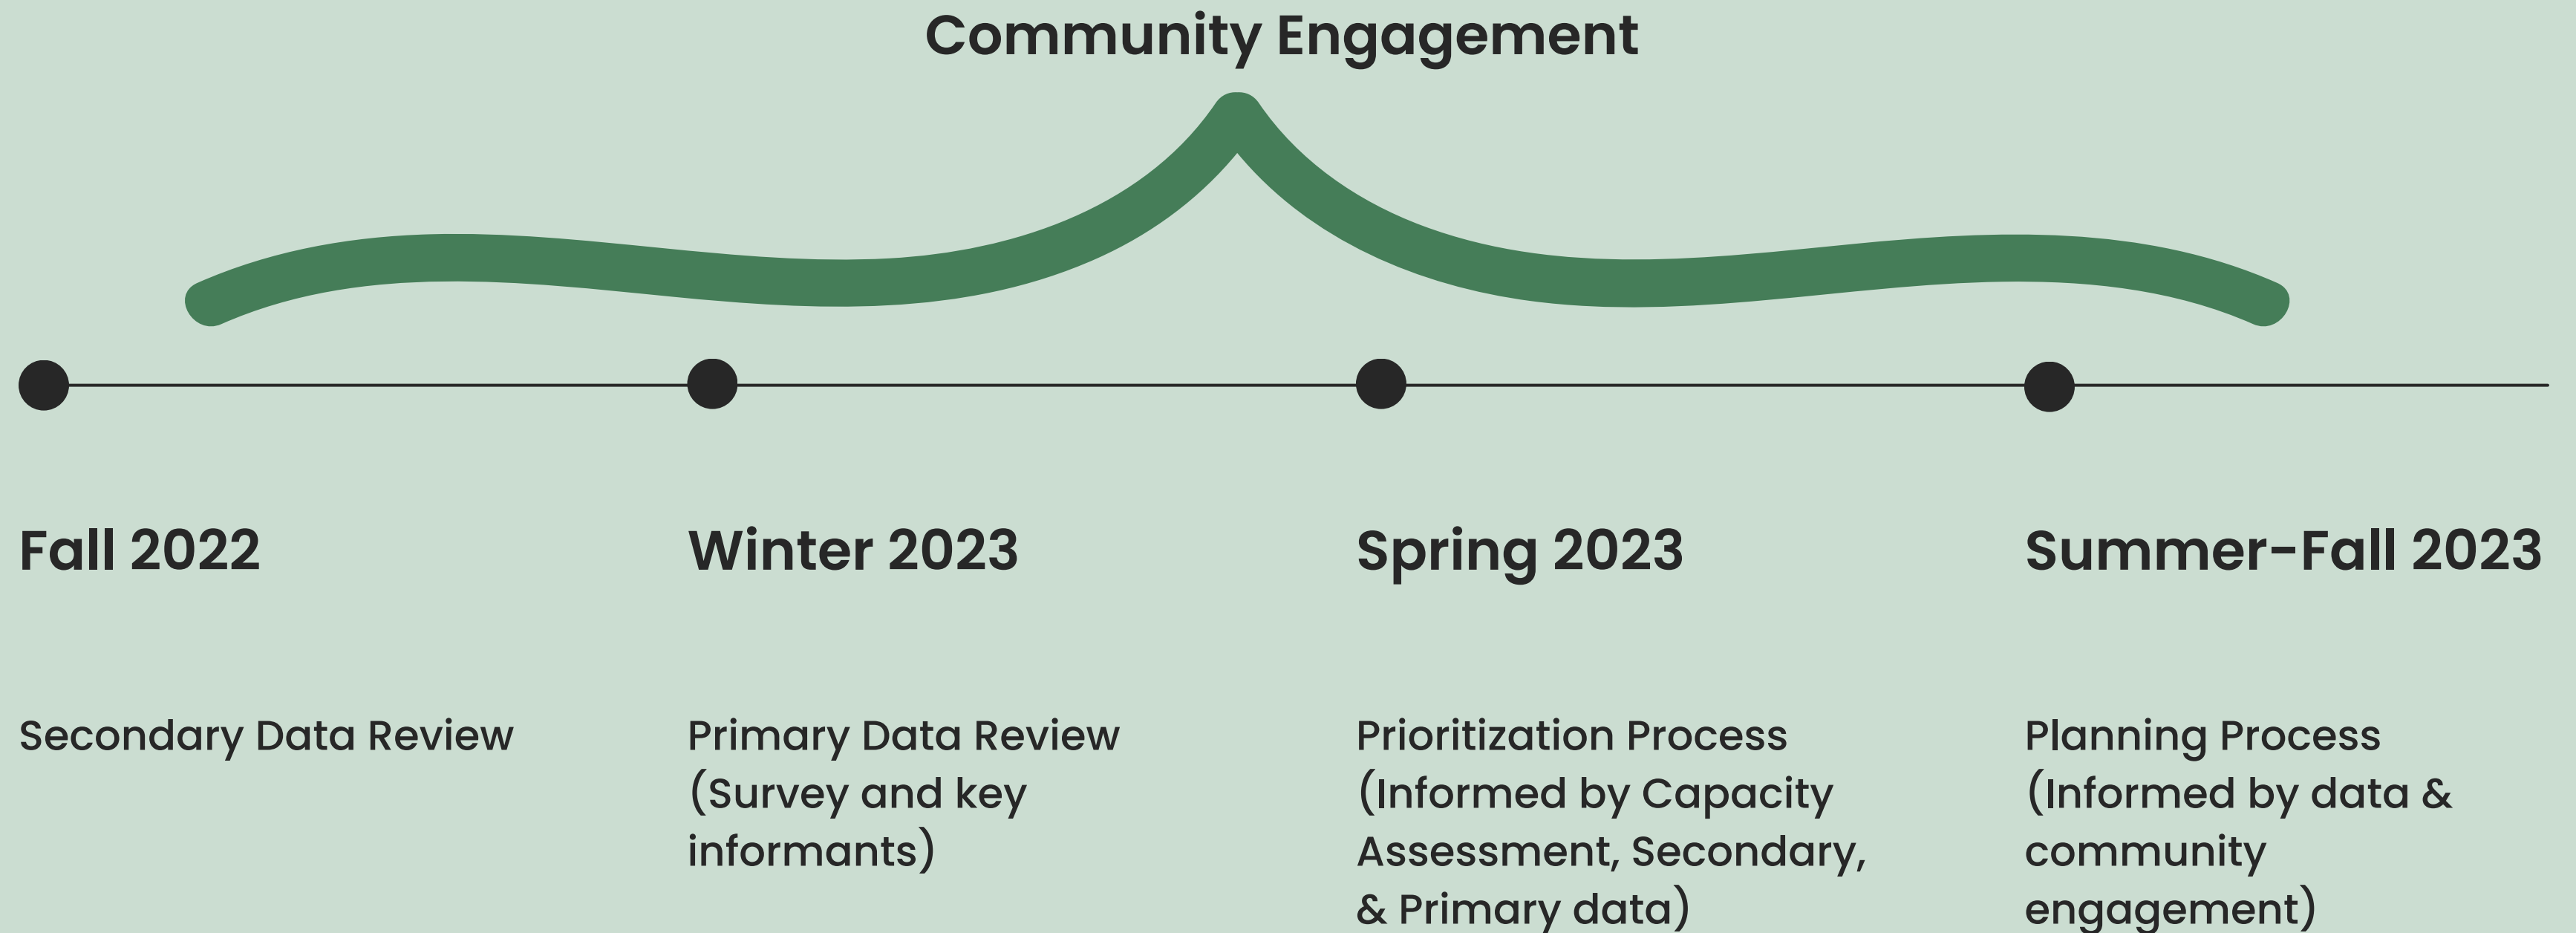 Community Engagement
Fall 2022
Winter 2023
Spring 2023
Summer-Fall 2023
Secondary Data Review
Primary Data Review
(Survey and key
informants)
Prioritization Process
(Informed by Capacity
Assessment, Secondary,
& Primary data)
Planning Process
(Informed by data &
community
engagement)